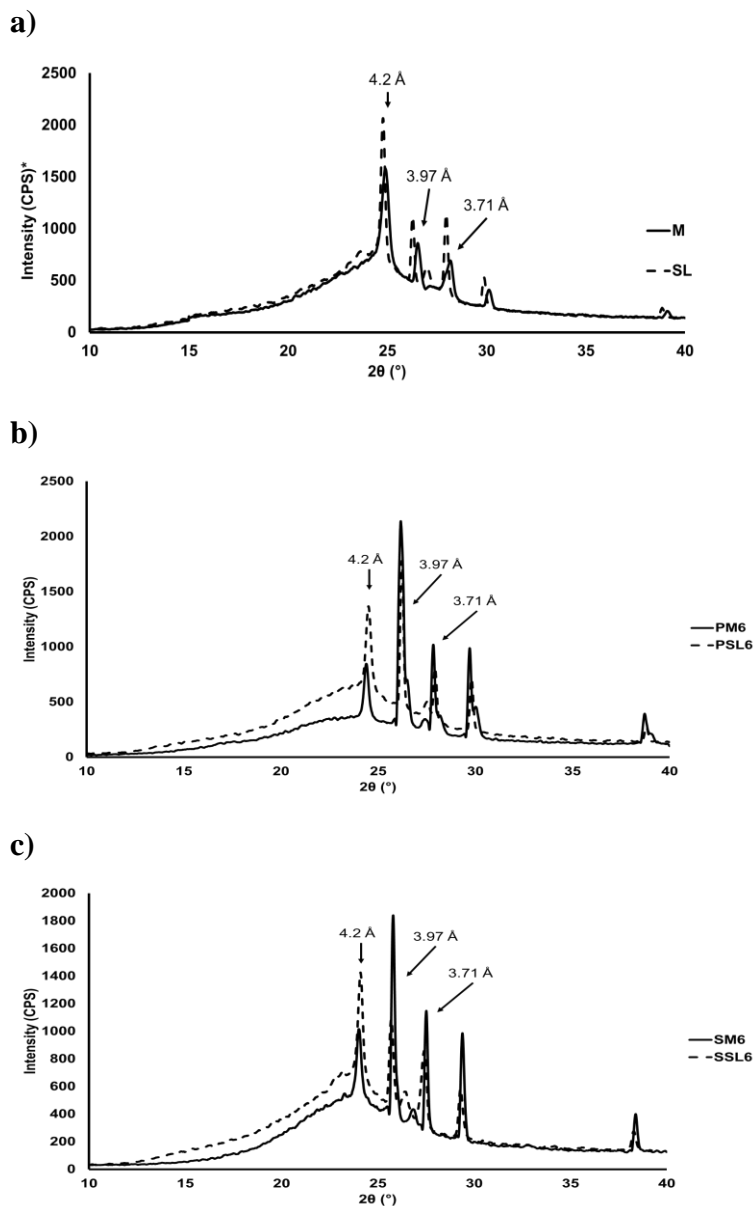 a)
4.2 Å
2500
2000
3.97 Å
1500
3.71 Å
1000
500
0
Intensity (CPS)*
M
SL
10 15 20 25 30 35 40
2θ (°)
b)
2500
2000
4.2 Å
3.97 Å
1500
3.71 Å
1000
500
0
Intensity (CPS)
PM6
PSL6
10 15 20 25 30 35 40
2θ (°)
c)
2000
1800
4.2 Å
3.97 Å
1600
1400
3.71 Å
1200
1000
800
600
400
200
0
Intensity (CPS)
SM6
SSL6
10 15 20 25 30 35 40
2θ (°)